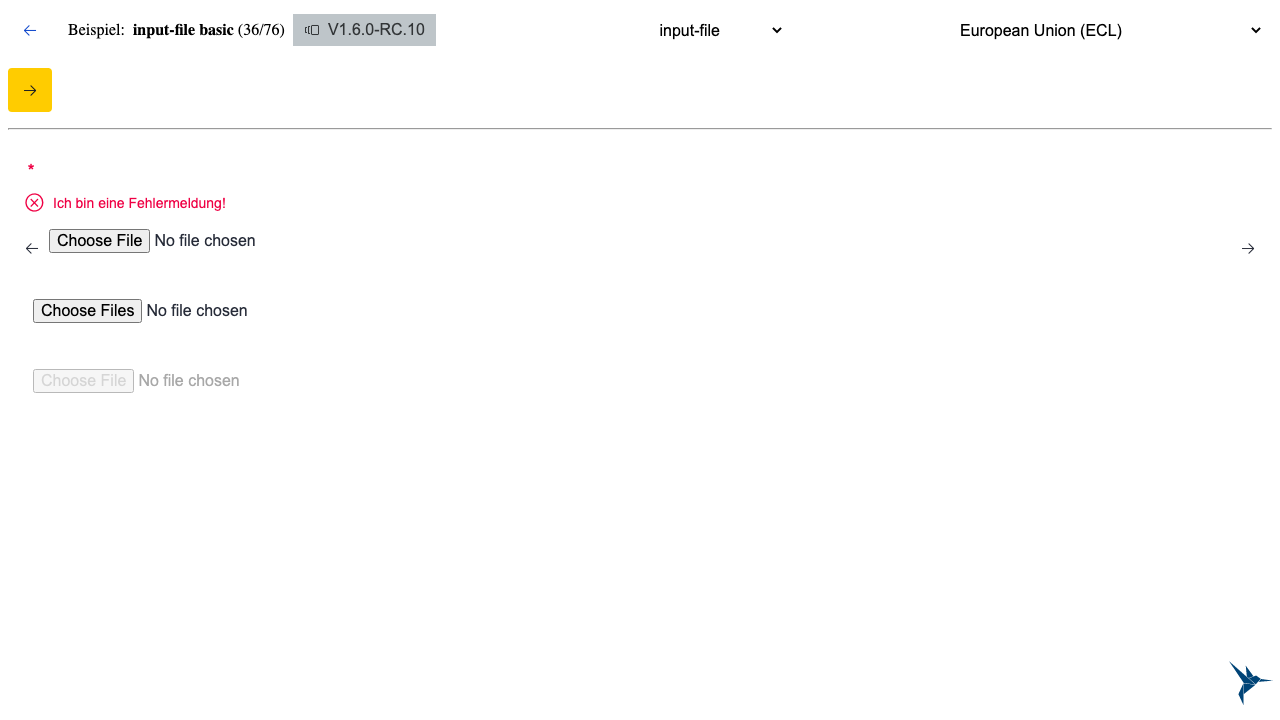 Beispiel: input-file basic (36/76) V1.6.0-RC.10 input-file European Union (ECL)
*
Ich bin eine Fehlermeldung!
Choose File No file chosen
Choose Files No file chosen
Choose File No file chosen